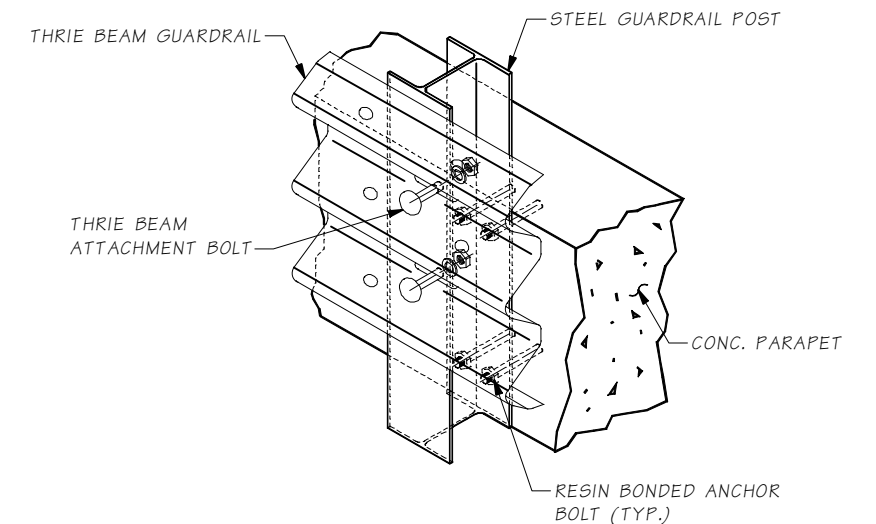 STEEL GUARDRAIL POST
THRIE BEAM GUARDRAIL
THRIE BEAM
ATTACHMENT BOLT
CONC. PARAPET
RESIN BONDED ANCHOR
BOLT (TYP.)